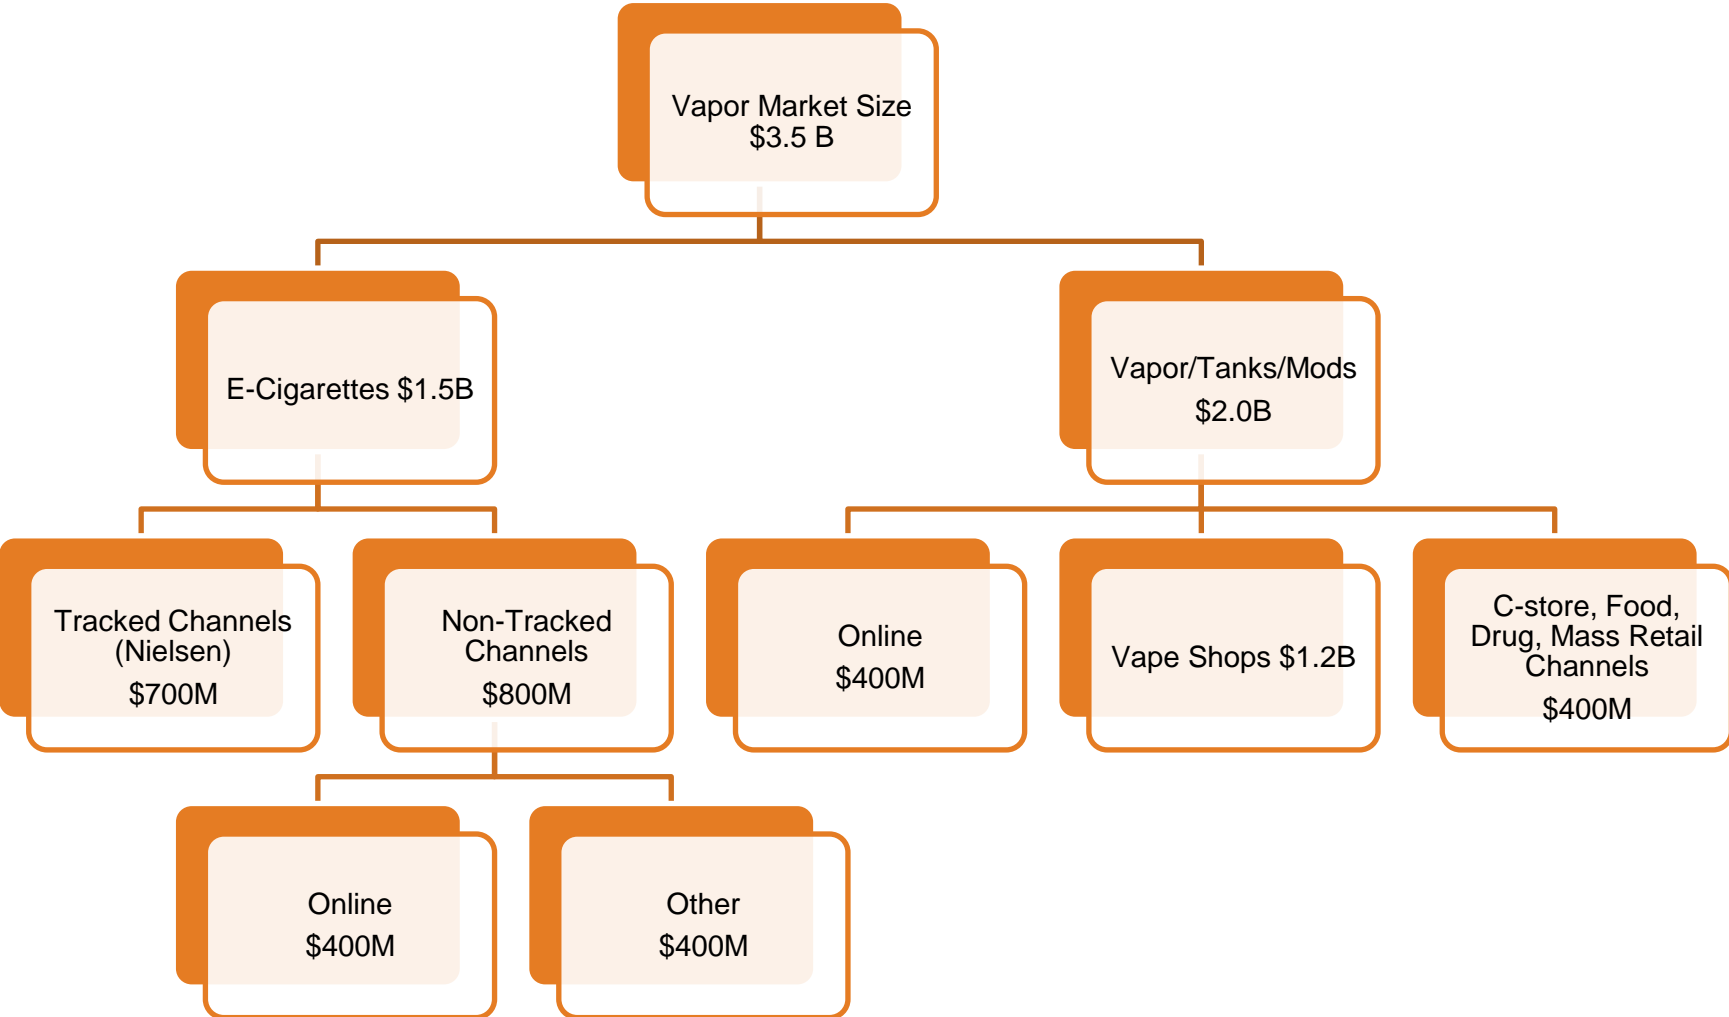 Vapor Market Size
$3.5 B
E-Cigarettes $1.5B
Vapor/Tanks/Mods
$2.0B
Tracked Channels
(Nielsen)
$700M
Non-Tracked
Channels
$800M
Online
$400M
Vape Shops $1.2B
C-store, Food,
Drug, Mass Retail
Channels
$400M
Online
$400M
Other
$400M